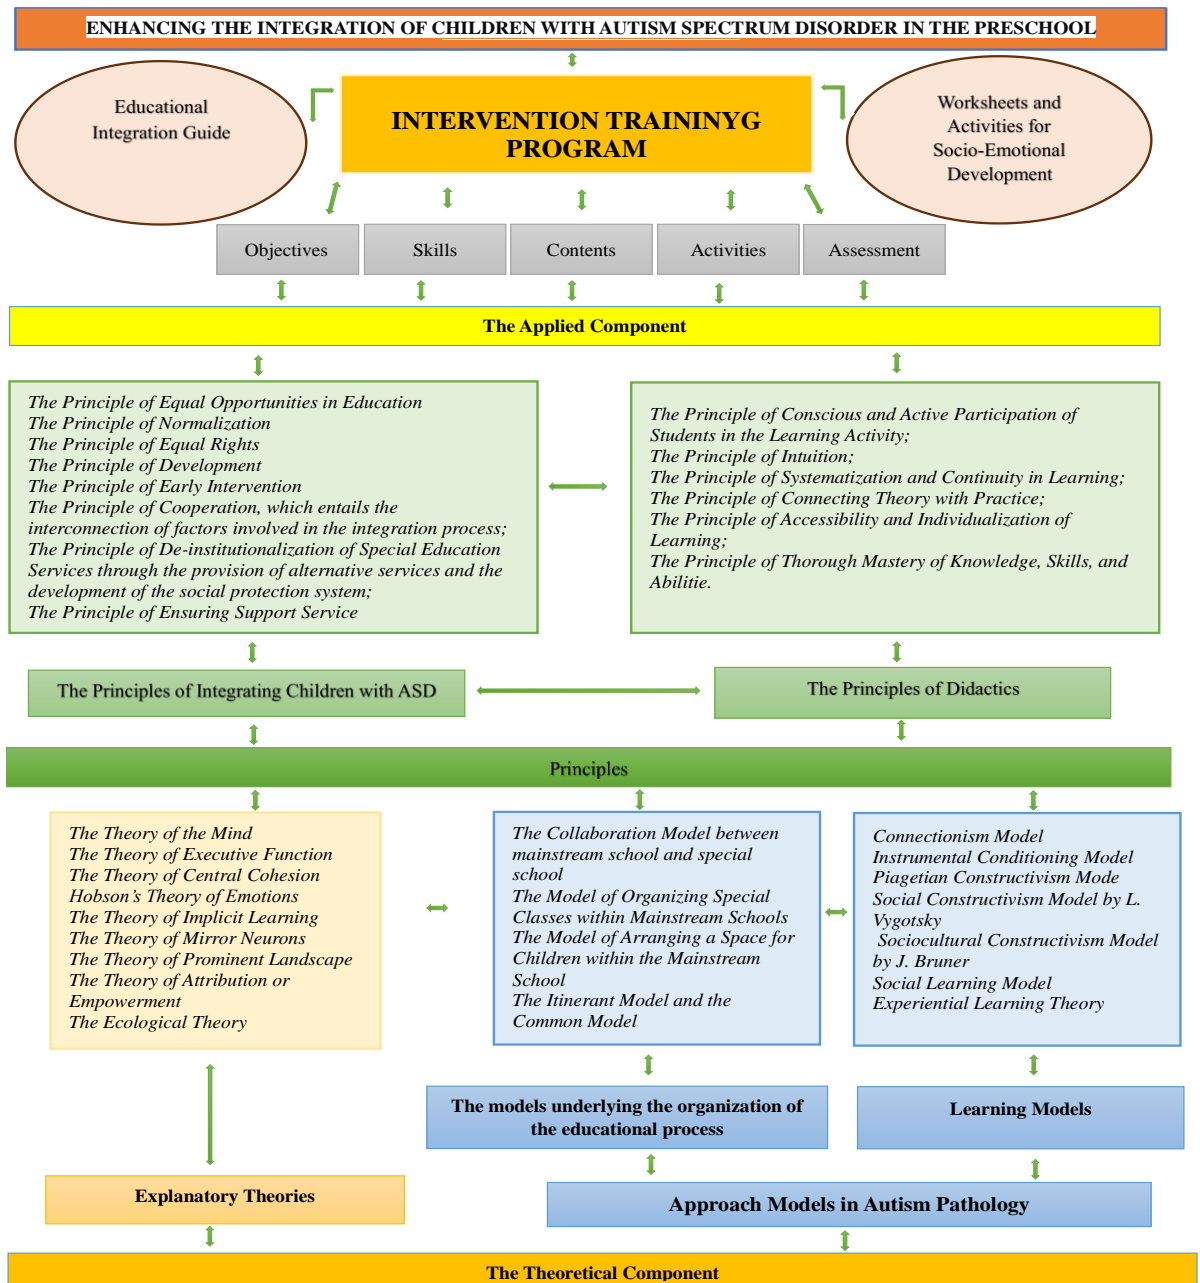 ENHANCING THE INTEGRATION OF CHILDREN WITH AUTISM SPECTRUM DISORDER IN THE PRESCHOOL
Educational
Integration Guide
INTERVENTION TRAININYG
PROGRAM
Worksheets and
Activities for
Socio-Emotional
Development
Objectives
Skills
Contents
Activities
Assessment
The Applied Component
The Principle of Equal Opportunities in Education
The Principle of Normalization
The Principle of Equal Rights
The Principle of Development
The Principle of Early Intervention
The Principle of Cooperation, which entails the
interconnection of factors involved in the integration process;
The Principle of De-institutionalization of Special Education
Services through the provision of alternative services and the
development of the social protection system;
The Principle of Ensuring Support Service
The Principle of Conscious and Active Participation of
Students in the Learning Activity;
The Principle of Intuition;
The Principle of Systematization and Continuity in Learning;
The Principle of Connecting Theory with Practice;
The Principle of Accessibility and Individualization of
Learning;
The Principle of Thorough Mastery of Knowledge, Skills, and
Abilitie.
The Principles of Integrating Children with ASD
The Principles of Didactics
Principles
The Theory of the Mind
The Theory of Executive Function
The Theory of Central Cohesion
Hobson's Theory of Emotions
The Theory of Implicit Learning
The Theory of Mirror Neurons
The Theory of Prominent Landscape
The Theory of Attribution or
Empowerment
The Ecological Theory
The Collaboration Model between
mainstream school and special
school
The Model of Organizing Special
Classes within Mainstream Schools
The Model of Arranging a Space for
Children within the Mainstream
School
The Itinerant Model and the
Common Model
Connectionism Model
Instrumental Conditioning Model
Piagetian Constructivism Mode
Social Constructivism Model by L.
Vygotsky
Sociocultural Constructivism Model
by J. Bruner
Social Learning Model
Experiential Learning Theory
The models underlying the organization of
the educational process
Learning Models
Explanatory Theories
Approach Models in Autism Pathology
The Theoretical Component